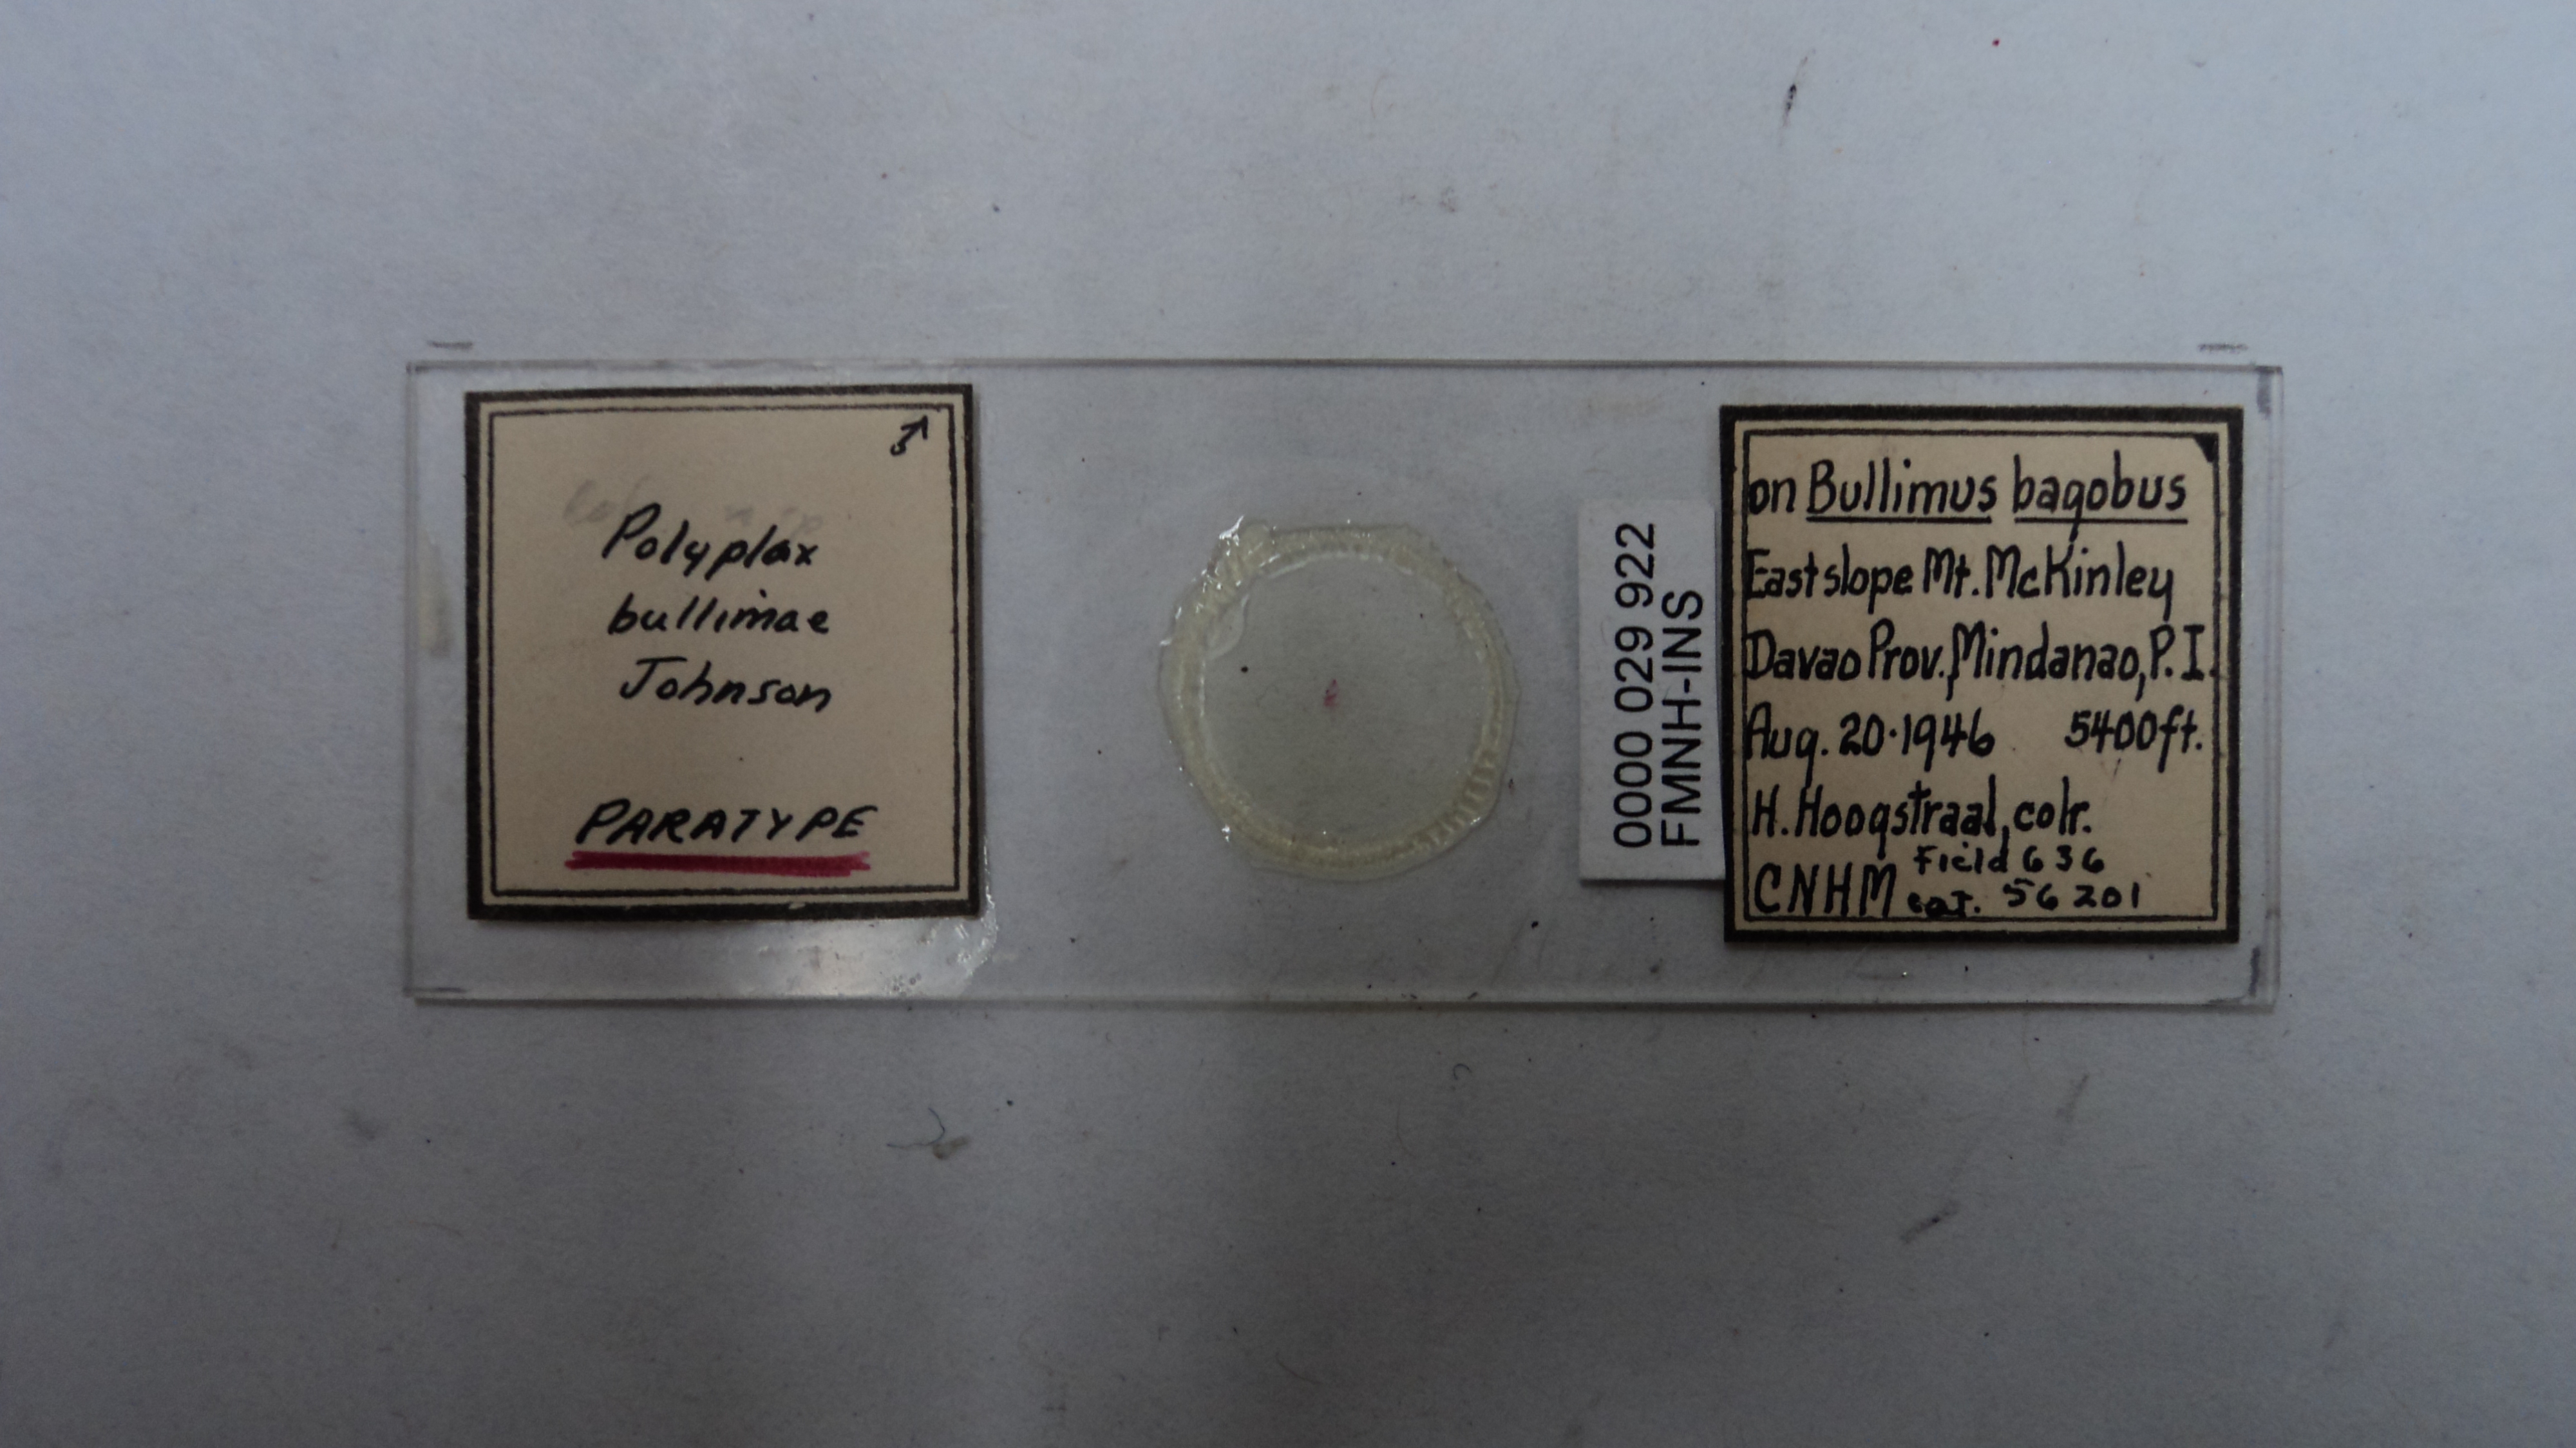 ♂
Polyplax
bullimae
Johnson
PARATYPE
0000 029 922
FMNH-INS
on Bullimus bagobus
East slope Mt. McKinley
Davao Prov., Mindanao, P.I.
Aug. 20·1946 5400ft.
H. Hoogstraal, colr.
Field 636
CNHM cat. 56201